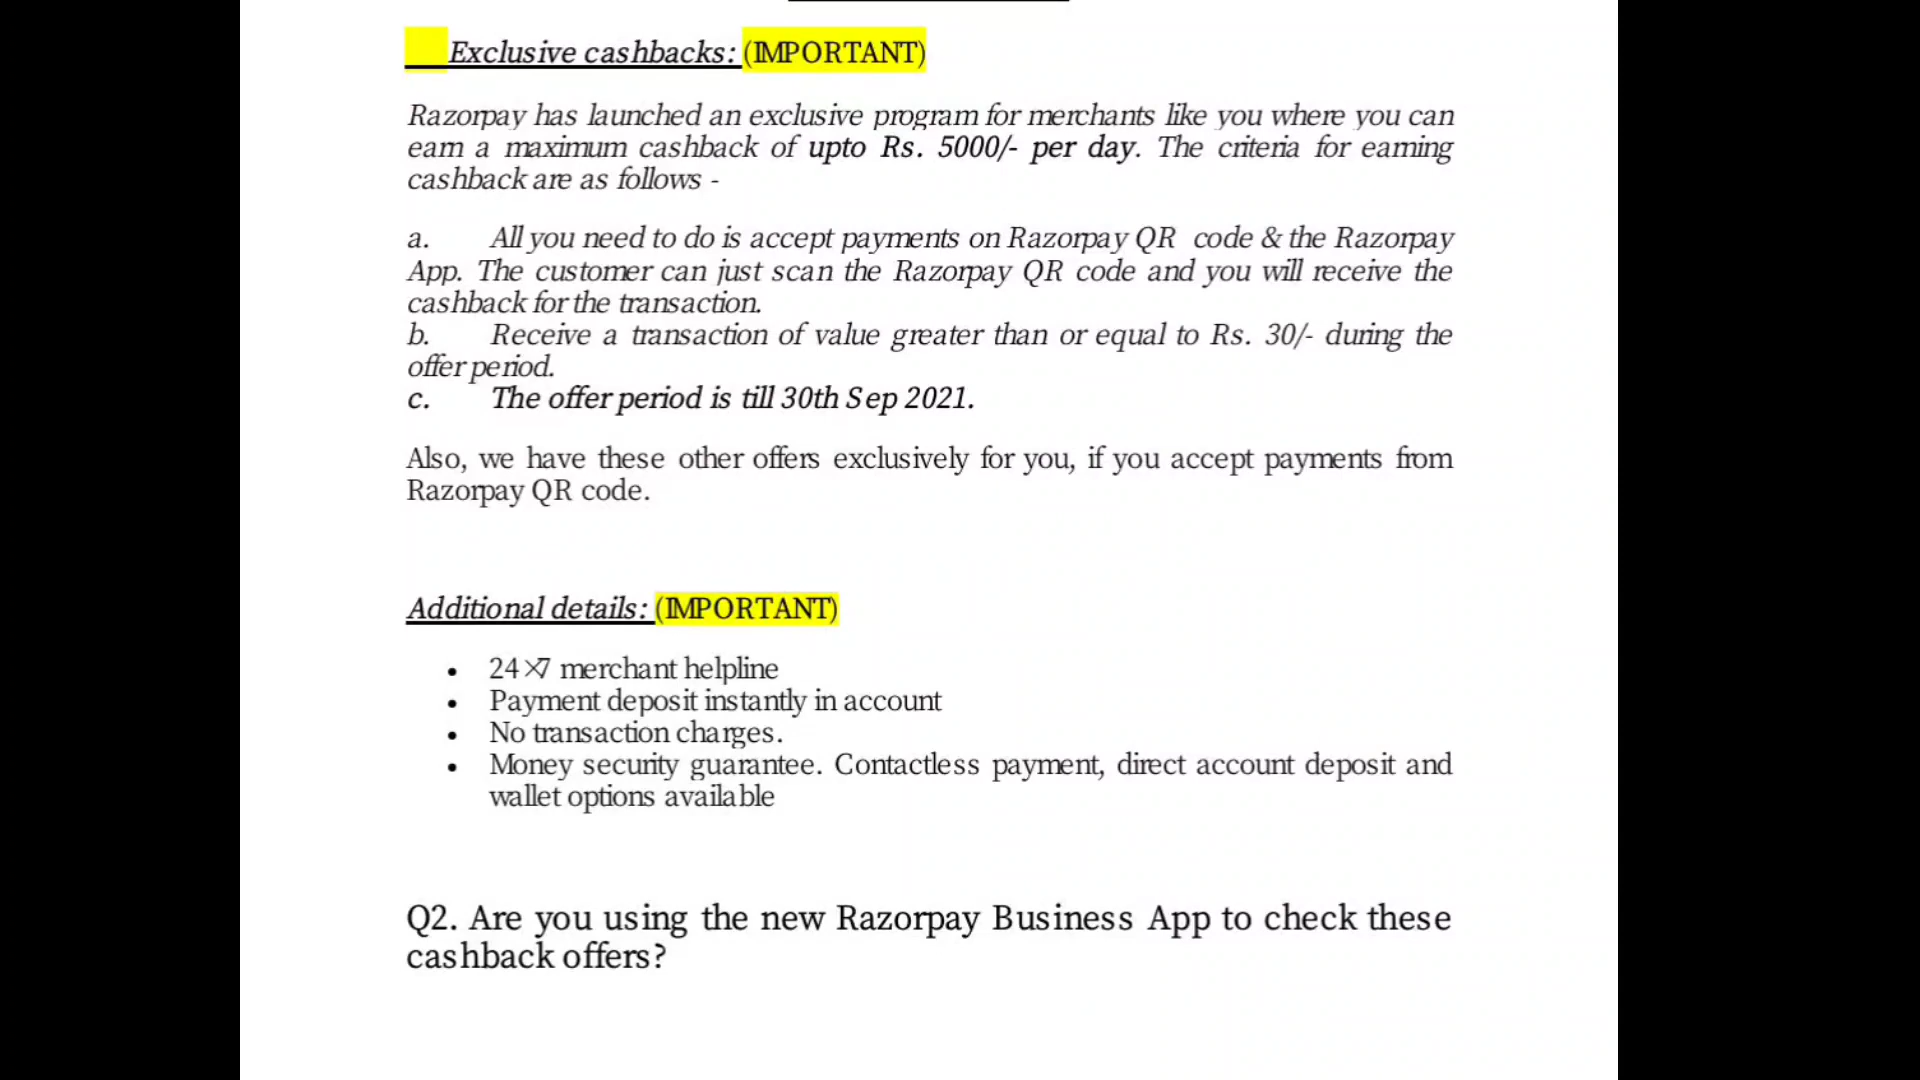 Exclusive cashbacks: (IMPORTANT)
Razorpay has launched an exclusive program for merchants like you where you can
earn a maximum cashback of upto Rs. 5000/- per day. The criteria for earning
cashback are as follows -
a. All you need to do is accept payments on Razorpay QR code & the Razorpay
App. The customer can just scan the Razorpay QR code and you will receive the
cashback for the transaction.
b. Receive a transaction of value greater than or equal to Rs. 30/- during the
offer period.
c. The offer period is till 30th Sep 2021.
Also, we have these other offers exclusively for you, if you accept payments from
Razorpay QR code.
Additional details: (IMPORTANT)
• 24×7 merchant helpline
• Payment deposit instantly in account
• No transaction charges.
• Money security guarantee. Contactless payment, direct account deposit and
wallet options available
Q2. Are you using the new Razorpay Business App to check these
cashback offers?